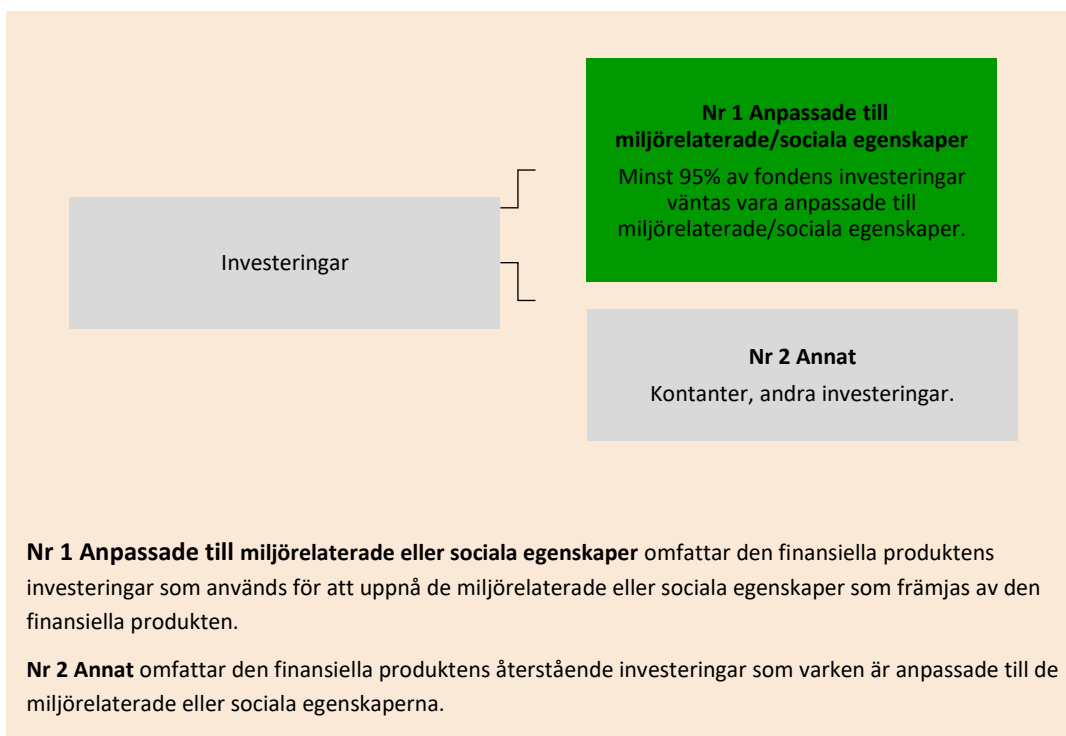 Nr 1 Anpassade till
miljörelaterade/sociala egenskaper
Minst 95% av fondens investeringar
väntas vara anpassade till
miljörelaterade/sociala egenskaper.
Investeringar
Nr 2 Annat
Kontanter, andra investeringar.
Nr 1 Anpassade till miljörelaterade eller sociala egenskaper omfattar den finansiella produktens
investeringar som används för att uppnå de miljörelaterade eller sociala egenskaper som främjas av den
finansiella produkten.
Nr 2 Annat omfattar den finansiella produktens återstående investeringar som varken är anpassade till de
miljörelaterade eller sociala egenskaperna.